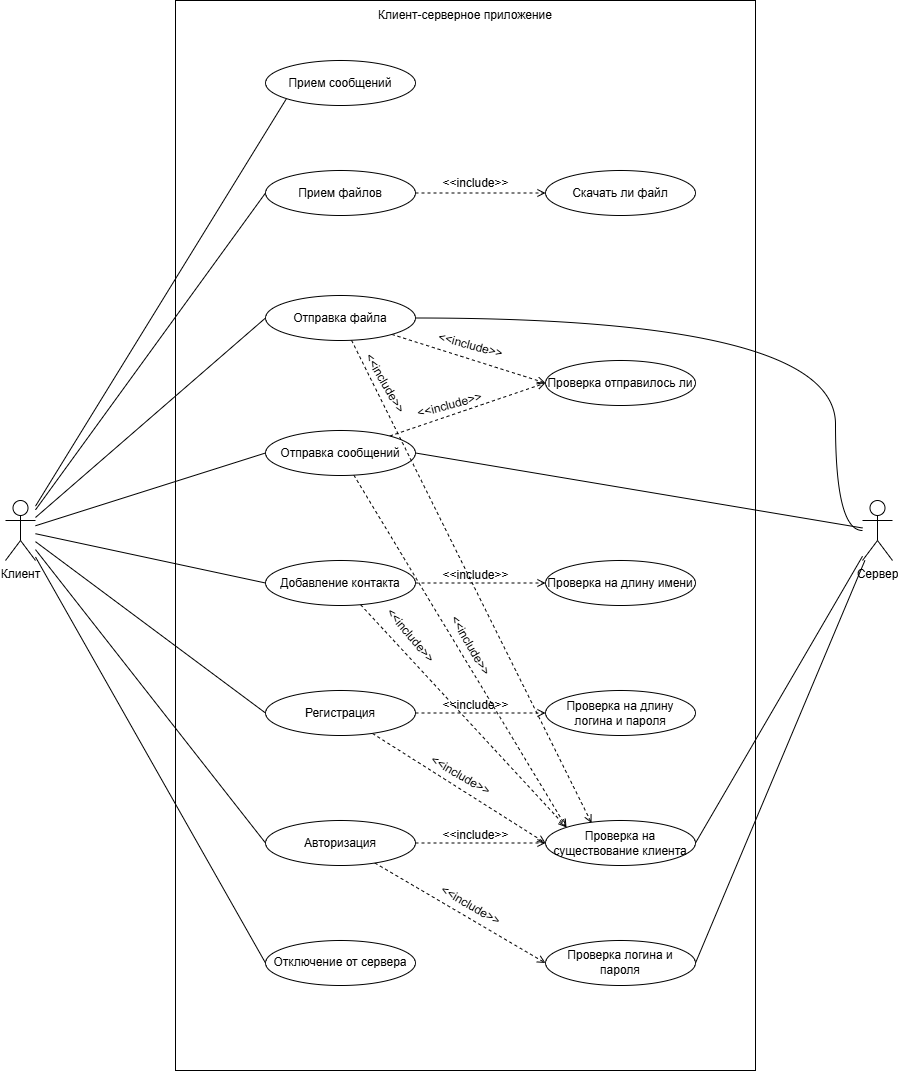 Клиент-серверное приложение
Прием сообщений
Прием файлов
<<include>>
Скачать ли файл
Отправка файла
<<include>>
<<include>>
Проверка отправилось ли
<<include>>
Отправка сообщений
Клиент
Сервер
Добавление контакта
<<include>>
Проверка на длину имени
<<include>>
<<include>>
Регистрация
<<include>>
Проверка на длину
логина и пароля
<<include>>
Авторизация
<<include>>
Проверка на
существование клиента
<<include>>
Отключение от сервера
Проверка логина и
пароля